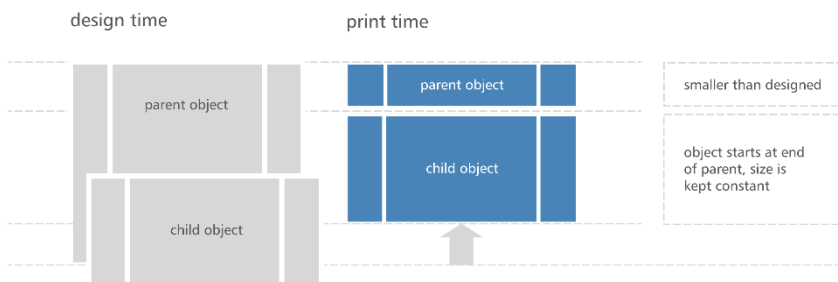 design time
print time
parent object
parent object
smaller than designed
child object
object starts at end
of parent, size is
kept constant
child object